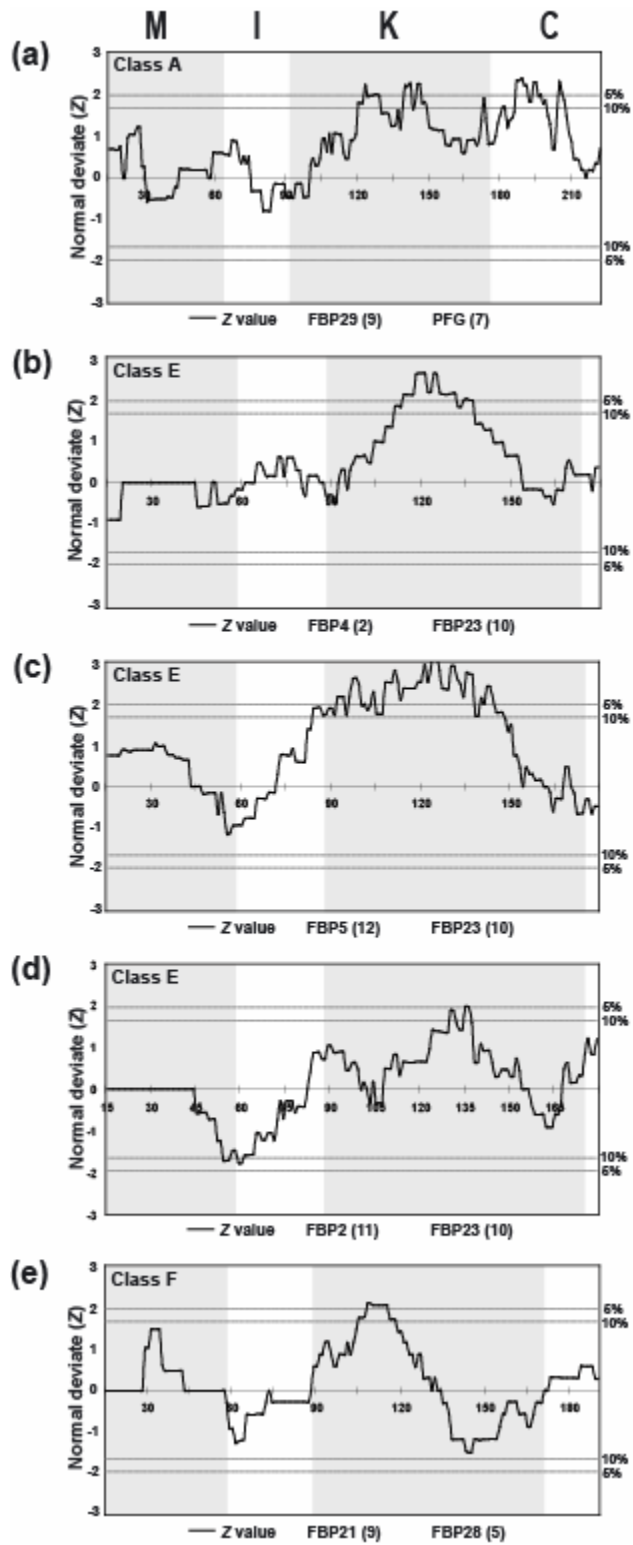 M I K C
(a)
Class A
Normal deviate (Z)
3
2
1
0
-1
-2
-3
30 60 90 120 150 180 210
5%
10%
10%
5%
Z value FBP29 (9) PFG (7)
(b)
Class E
Normal deviate (Z)
3
2
1
0
-1
-2
-3
30 60 90 120 150
5%
10%
10%
5%
Z value FBP4 (2) FBP23 (10)
(c)
Class E
Normal deviate (Z)
3
2
1
0
-1
-2
-3
30 60 90 120 150
5%
10%
10%
5%
Z value FBP5 (12) FBP23 (10)
(d)
Class E
Normal deviate (Z)
3
2
1
0
-1
-2
-3
15 30 45 60 75 90 105 120 135 150 165
5%
10%
10%
5%
Z value FBP2 (11) FBP23 (10)
(e)
Class F
Normal deviate (Z)
3
2
1
0
-1
-2
-3
30 60 90 120 150 180
5%
10%
10%
5%
Z value FBP21 (9) FBP28 (5)